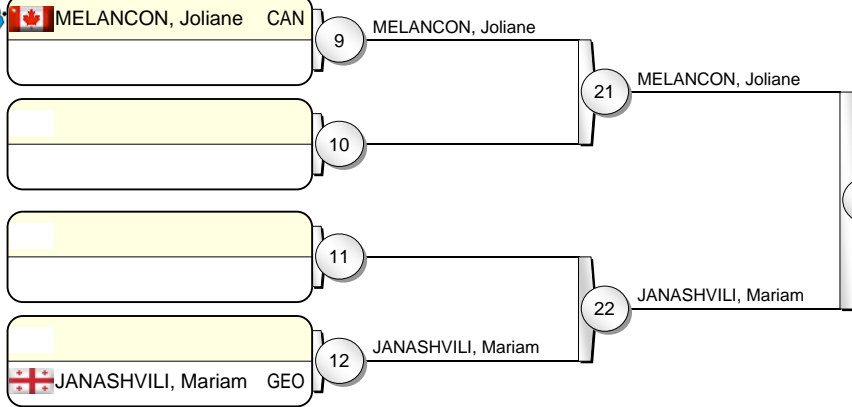 MELANCON, Joliane CAN
9
MELANCON, Joliane
21
MELANCON, Joliane
10
11
22
JANASHVILI, Mariam
12
JANASHVILI, Mariam
JANASHVILI, Mariam GEO